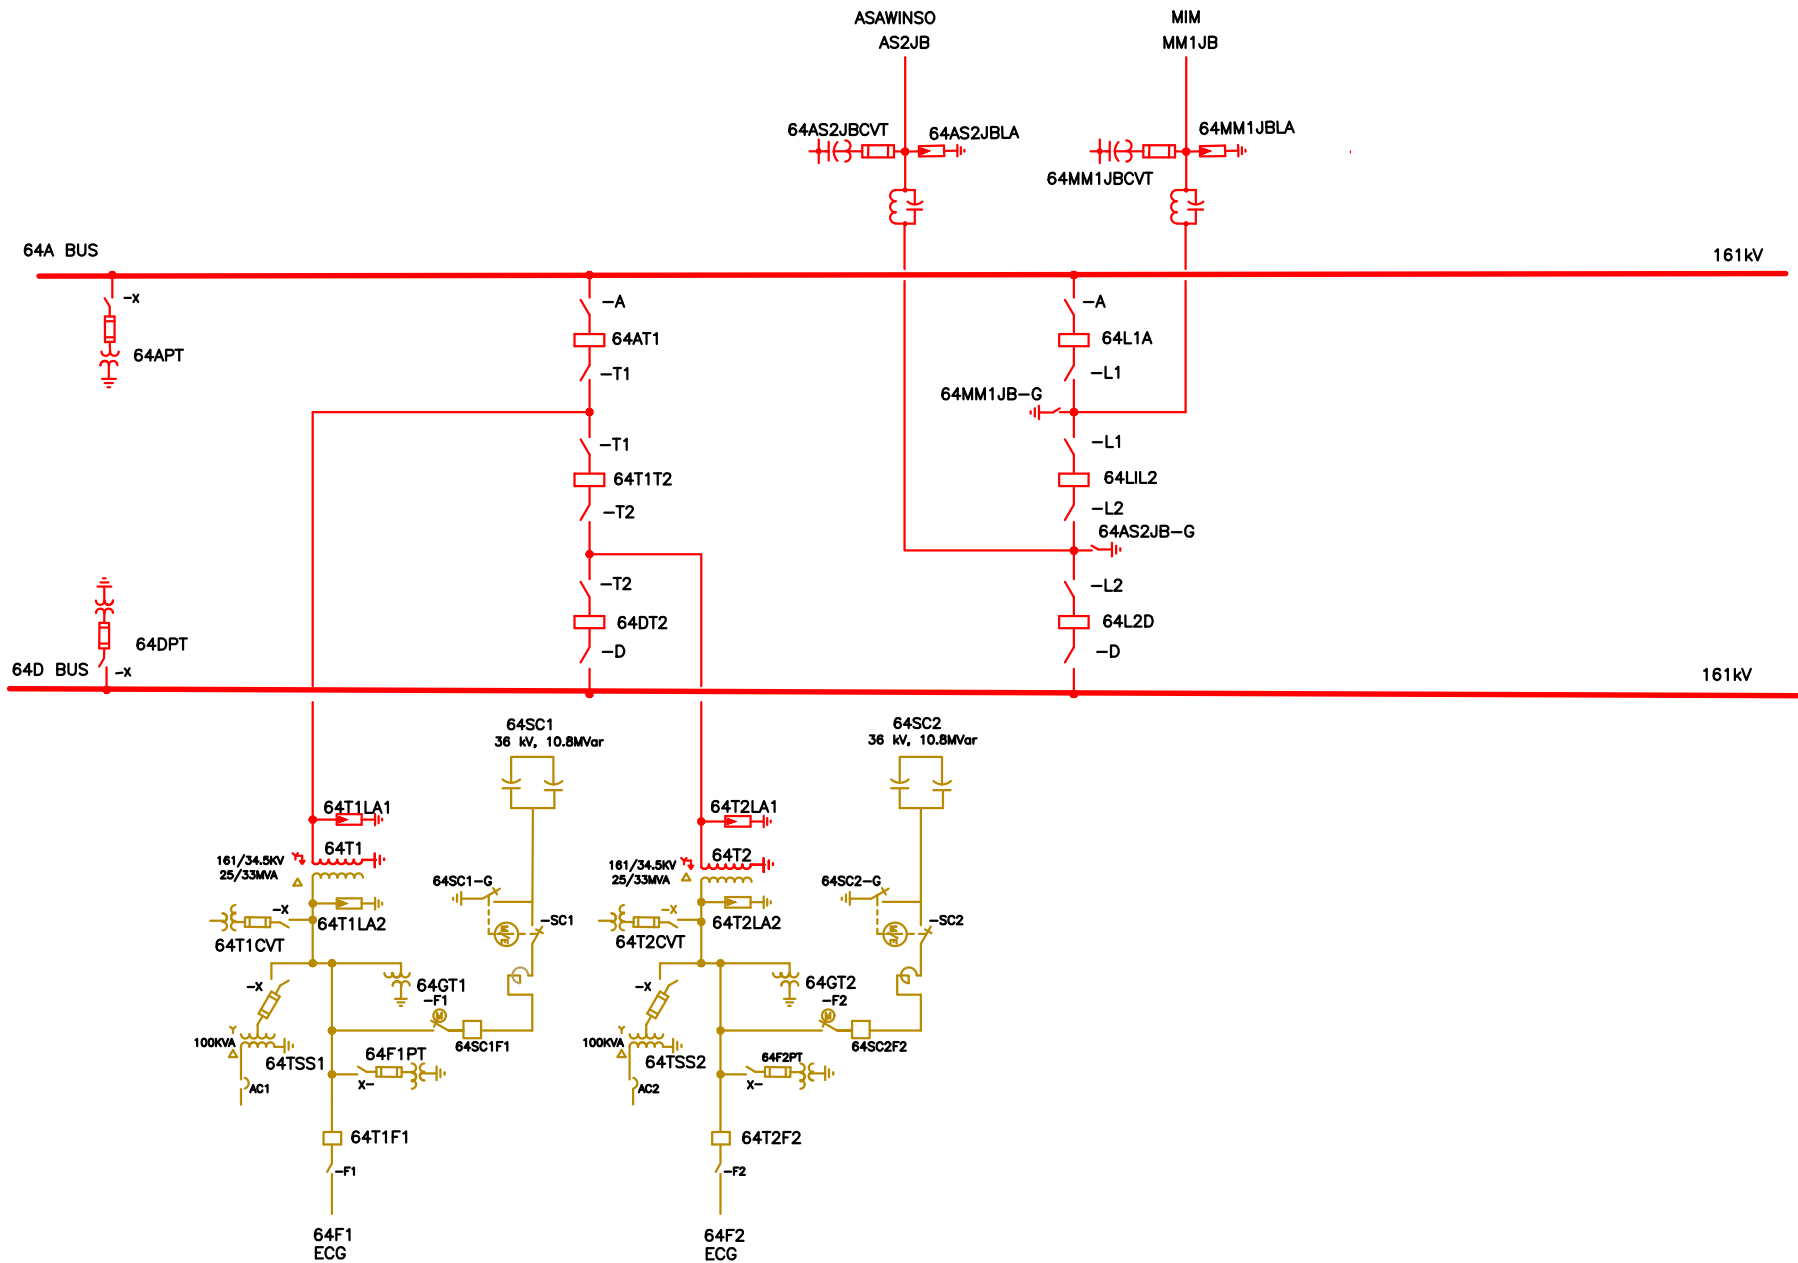 ASAWINSO
AS2JB
MIM
MM1JB
64AS2JBCVT
64AS2JBLA
64MM1JBLA
64MM1JBCVT
64A BUS
161kV
-X
64APT
-A
64AT1
-T1
-T1
64T1T2
-T2
-T2
64DT2
-D
-A
64L1A
-L1
64MM1JB-G
-L1
64LIL2
-L2
64AS2JB-G
-L2
64L2D
-D
64DPT
64D BUS
-X
161kV
64SC1
36 kV, 10.8MVar
64SC2
36 kV, 10.8MVar
64T1LA1
64T1
Y
161/34.5KV
25/33MVA
64SC1-G
-X
64T1LA2
64T1CVT
-SC1
M/E
64GT1
-F1
M
64SC1F1
-X
Y
100KVA
64TSS1
AC1
64F1PT
X-
64T1F1
-F1
64F1
ECG
64T2LA1
64T2
Y
161/34.5KV
25/33MVA
64SC2-G
-X
64T2LA2
64T2CVT
-SC2
M/E
64GT2
-F2
M
64SC2F2
-X
Y
100KVA
64TSS2
AC2
64F2PT
X-
64T2F2
-F2
64F2
ECG